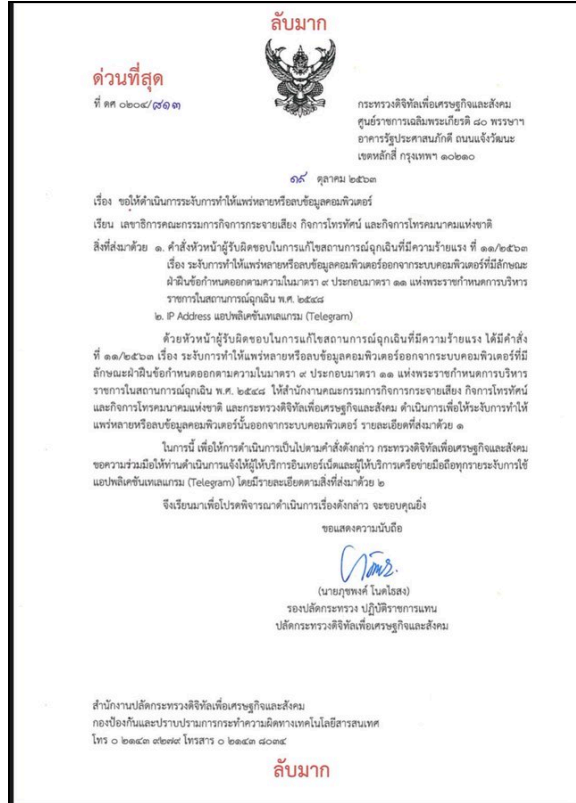 ลับมาก
ด่วนที่สุด
ที่ ดศ ๐๒๐๔/๘๑๓
กระทรวงดิจิทัลเพื่อเศรษฐกิจและสังคม
ศูนย์ราชการเฉลิมพระเกียรติ ๘๐ พรรษาฯ
อาคารรัฐประศาสนภักดี ถนนแจ้งวัฒนะ
เขตหลักสี่ กรุงเทพฯ ๑๐๒๑๐
๑๙ ตุลาคม ๒๕๖๓
เรื่อง ขอให้ดำเนินการระงับการทำให้แพร่หลายหรือลบข้อมูลคอมพิวเตอร์
เรียน เลขาธิการคณะกรรมการกิจการกระจายเสียง กิจการโทรทัศน์ และกิจการโทรคมนาคมแห่งชาติ
สิ่งที่ส่งมาด้วย ๑. คำสั่งหัวหน้าผู้รับผิดชอบในการแก้ไขสถานการณ์ฉุกเฉินที่มีความร้ายแรง ที่ ๑๑/๒๕๖๓
เรื่อง ระงับการทำให้แพร่หลายหรือลบข้อมูลคอมพิวเตอร์ออกจากระบบคอมพิวเตอร์ที่มีลักษณะ
ฝ่าฝืนข้อกำหนดออกตามความในมาตรา ๙ ประกอบมาตรา ๑๑ แห่งพระราชกำหนดการบริหาร
ราชการในสถานการณ์ฉุกเฉิน พ.ศ. ๒๕๔๘
๒. IP Address แอปพลิเคชันเทเลแกรม (Telegram)
ด้วยหัวหน้าผู้รับผิดชอบในการแก้ไขสถานการณ์ฉุกเฉินที่มีความร้ายแรง ได้มีคำสั่ง
ที่ ๑๑/๒๕๖๓ เรื่อง ระงับการทำให้แพร่หลายหรือลบข้อมูลคอมพิวเตอร์ออกจากระบบคอมพิวเตอร์ที่มี
ลักษณะฝ่าฝืนข้อกำหนดออกตามความในมาตรา ๙ ประกอบมาตรา ๑๑ แห่งพระราชกำหนดการบริหาร
ราชการในสถานการณ์ฉุกเฉิน พ.ศ. ๒๕๔๘ ให้สำนักงานคณะกรรมการกิจการกระจายเสียง กิจการโทรทัศน์
และกิจการโทรคมนาคมแห่งชาติ และกระทรวงดิจิทัลเพื่อเศรษฐกิจและสังคม ดำเนินการเพื่อให้ระงับการทำให้
แพร่หลายหรือลบข้อมูลคอมพิวเตอร์นั้นออกจากระบบคอมพิวเตอร์ รายละเอียดที่ส่งมาด้วย ๑
ในการนี้ เพื่อให้การดำเนินการเป็นไปตามคำสั่งดังกล่าว กระทรวงดิจิทัลเพื่อเศรษฐกิจและสังคม
ขอความร่วมมือให้ท่านดำเนินการแจ้งให้ผู้ให้บริการอินเทอร์เน็ตและผู้ให้บริการเครือข่ายมือถือทุกรายระงับการใช้
แอปพลิเคชันเทเลแกรม (Telegram) โดยมีรายละเอียดตามสิ่งที่ส่งมาด้วย ๒
จึงเรียนมาเพื่อโปรดพิจารณาดำเนินการเรื่องดังกล่าว จะขอบคุณยิ่ง
ขอแสดงความนับถือ
(นายภุชพงค์ โนดไธสง)
รองปลัดกระทรวง ปฏิบัติราชการแทน
ปลัดกระทรวงดิจิทัลเพื่อเศรษฐกิจและสังคม
สำนักงานปลัดกระทรวงดิจิทัลเพื่อเศรษฐกิจและสังคม
กองป้องกันและปราบปรามการกระทำความผิดทางเทคโนโลยีสารสนเทศ
โทร ๐ ๒๑๔๓ ๙๒๗๙ โทรสาร ๐ ๒๑๔๓ ๘๐๓๔
ลับมาก